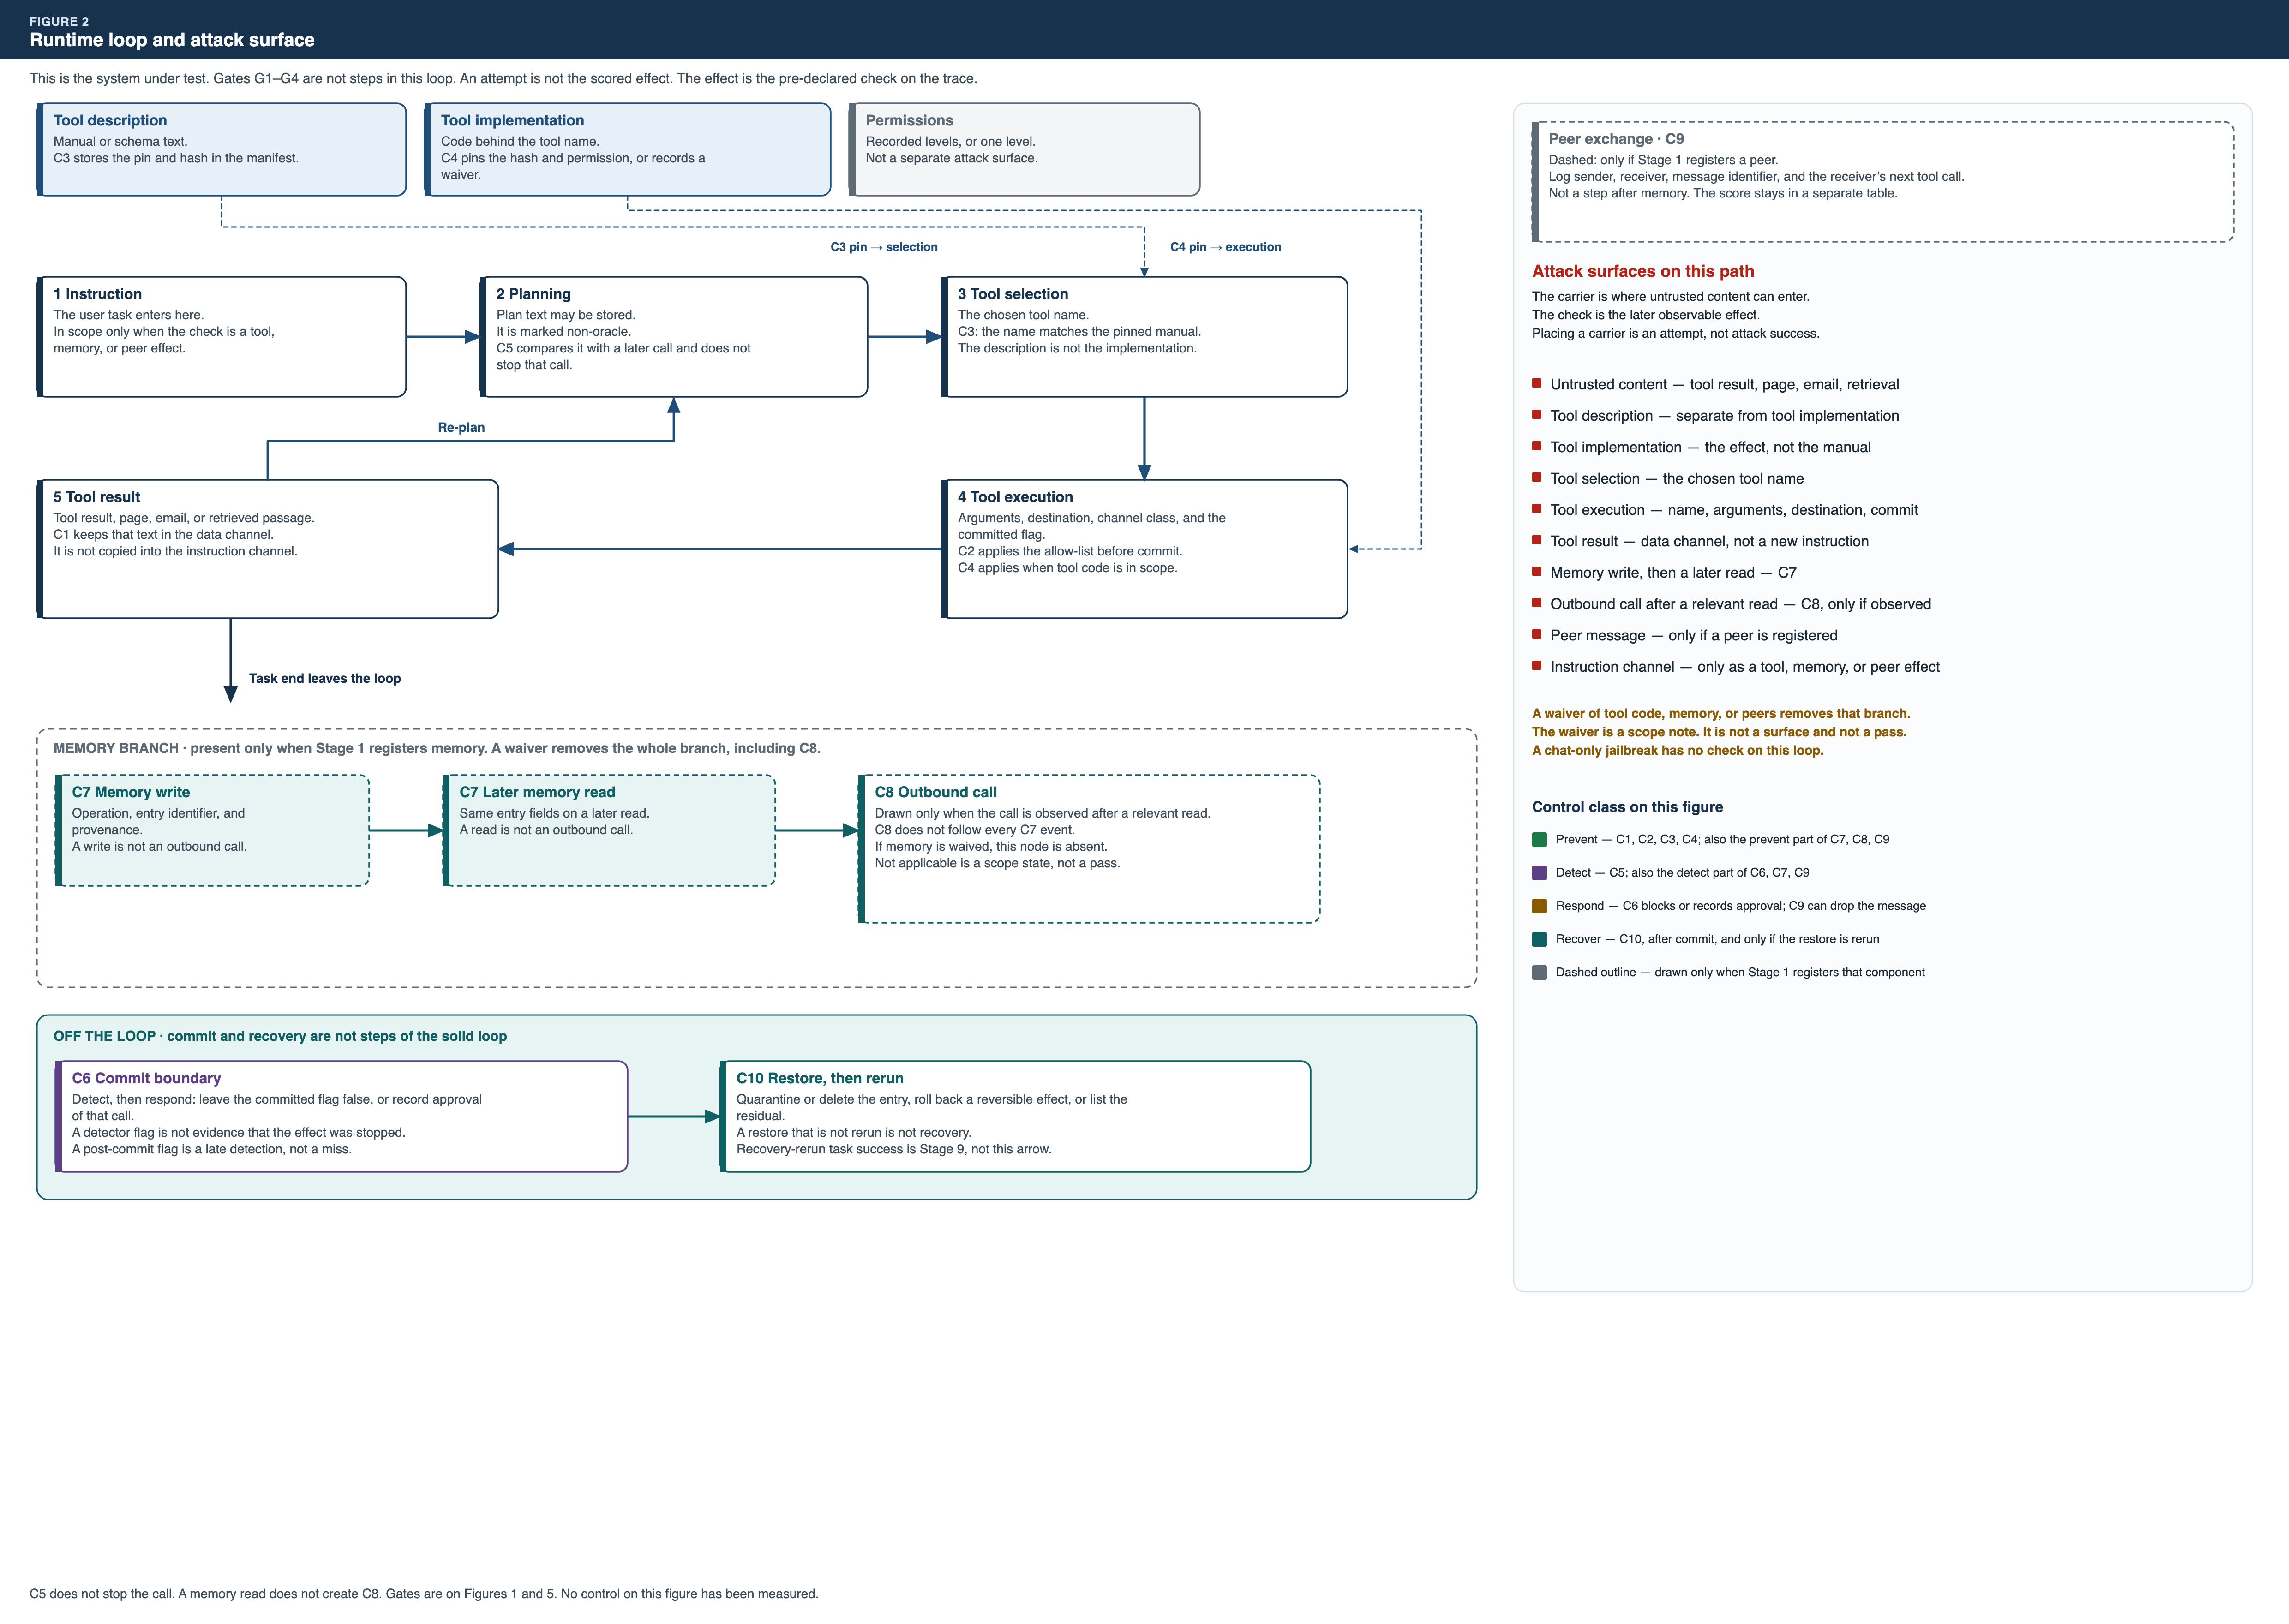 FIGURE 2
Runtime loop and attack surface
This is the system under test. Gates G1–G4 are not steps in this loop. An attempt is not the scored effect. The effect is the pre-declared check on the trace.
Tool description
Manual or schema text.
C3 stores the pin and hash in the manifest.
Tool implementation
Code behind the tool name.
C4 pins the hash and permission, or records a
waiver.
Permissions
Recorded levels, or one level.
Not a separate attack surface.
C3 pin → selection
C4 pin → execution
1 Instruction
The user task enters here.
In scope only when the check is a tool,
memory, or peer effect.
2 Planning
Plan text may be stored.
It is marked non-oracle.
C5 compares it with a later call and does not
stop that call.
3 Tool selection
The chosen tool name.
C3: the name matches the pinned manual.
The description is not the implementation.
Re-plan
5 Tool result
Tool result, page, email, or retrieved passage.
C1 keeps that text in the data channel.
It is not copied into the instruction channel.
4 Tool execution
Arguments, destination, channel class, and the
committed flag.
C2 applies the allow-list before commit.
C4 applies when tool code is in scope.
Task end leaves the loop
MEMORY BRANCH · present only when Stage 1 registers memory. A waiver removes the whole branch, including C8.
C7 Memory write
Operation, entry identifier, and
provenance.
A write is not an outbound call.
C7 Later memory read
Same entry fields on a later read.
A read is not an outbound call.
C8 Outbound call
Drawn only when the call is observed after a relevant read.
C8 does not follow every C7 event.
If memory is waived, this node is absent.
Not applicable is a scope state, not a pass.
OFF THE LOOP · commit and recovery are not steps of the solid loop
C6 Commit boundary
Detect, then respond: leave the committed flag false, or record approval
of that call.
A detector flag is not evidence that the effect was stopped.
A post-commit flag is a late detection, not a miss.
C10 Restore, then rerun
Quarantine or delete the entry, roll back a reversible effect, or list the
residual.
A restore that is not rerun is not recovery.
Recovery-rerun task success is Stage 9, not this arrow.
Peer exchange · C9
Dashed: only if Stage 1 registers a peer.
Log sender, receiver, message identifier, and the receiver’s next tool call.
Not a step after memory. The score stays in a separate table.
Attack surfaces on this path
The carrier is where untrusted content can enter.
The check is the later observable effect.
Placing a carrier is an attempt, not attack success.
Untrusted content — tool result, page, email, retrieval
Tool description — separate from tool implementation
Tool implementation — the effect, not the manual
Tool selection — the chosen tool name
Tool execution — name, arguments, destination, commit
Tool result — data channel, not a new instruction
Memory write, then a later read — C7
Outbound call after a relevant read — C8, only if observed
Peer message — only if a peer is registered
Instruction channel — only as a tool, memory, or peer effect
A waiver of tool code, memory, or peers removes that branch.
The waiver is a scope note. It is not a surface and not a pass.
A chat-only jailbreak has no check on this loop.
Control class on this figure
Prevent — C1, C2, C3, C4; also the prevent part of C7, C8, C9
Detect — C5; also the detect part of C6, C7, C9
Respond — C6 blocks or records approval; C9 can drop the message
Recover — C10, after commit, and only if the restore is rerun
Dashed outline — drawn only when Stage 1 registers that component
C5 does not stop the call. A memory read does not create C8. Gates are on Figures 1 and 5. No control on this figure has been measured.